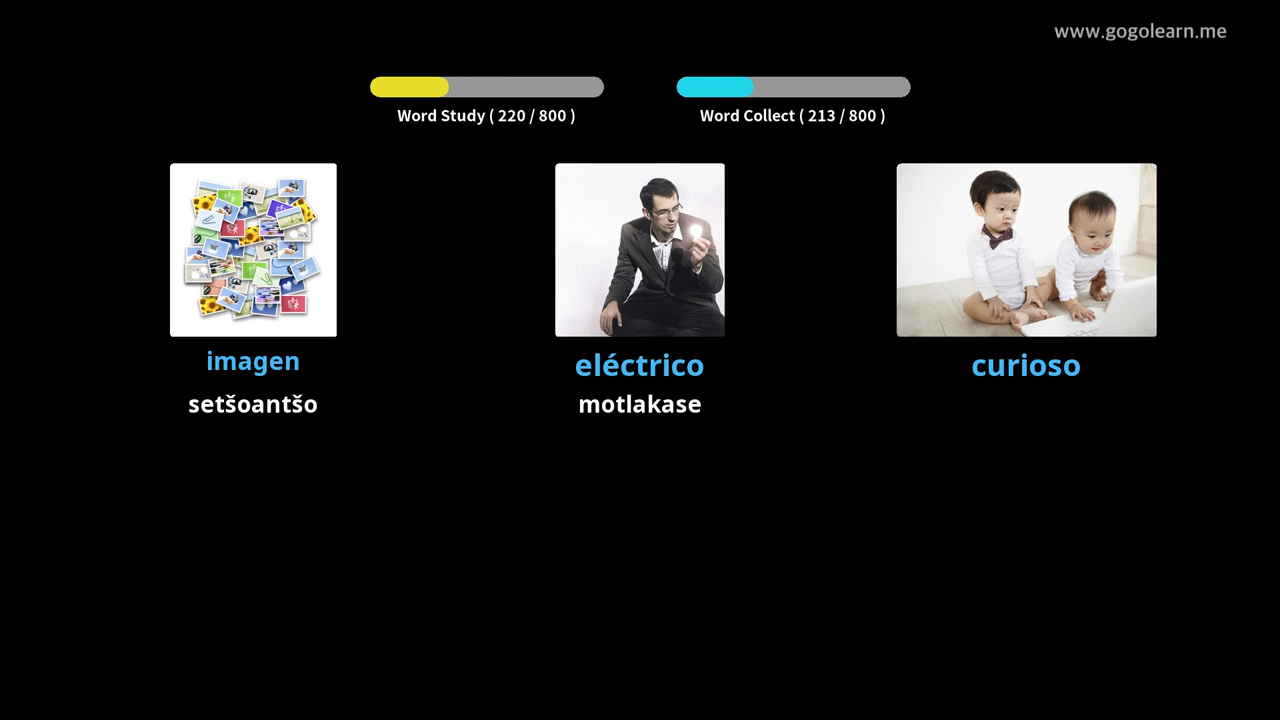 www.gogolearn.me
Word Study ( 220 / 800 )
Word Collect ( 213 / 800 )
imagen
setšoantšo
eléctrico
motlakase
curioso